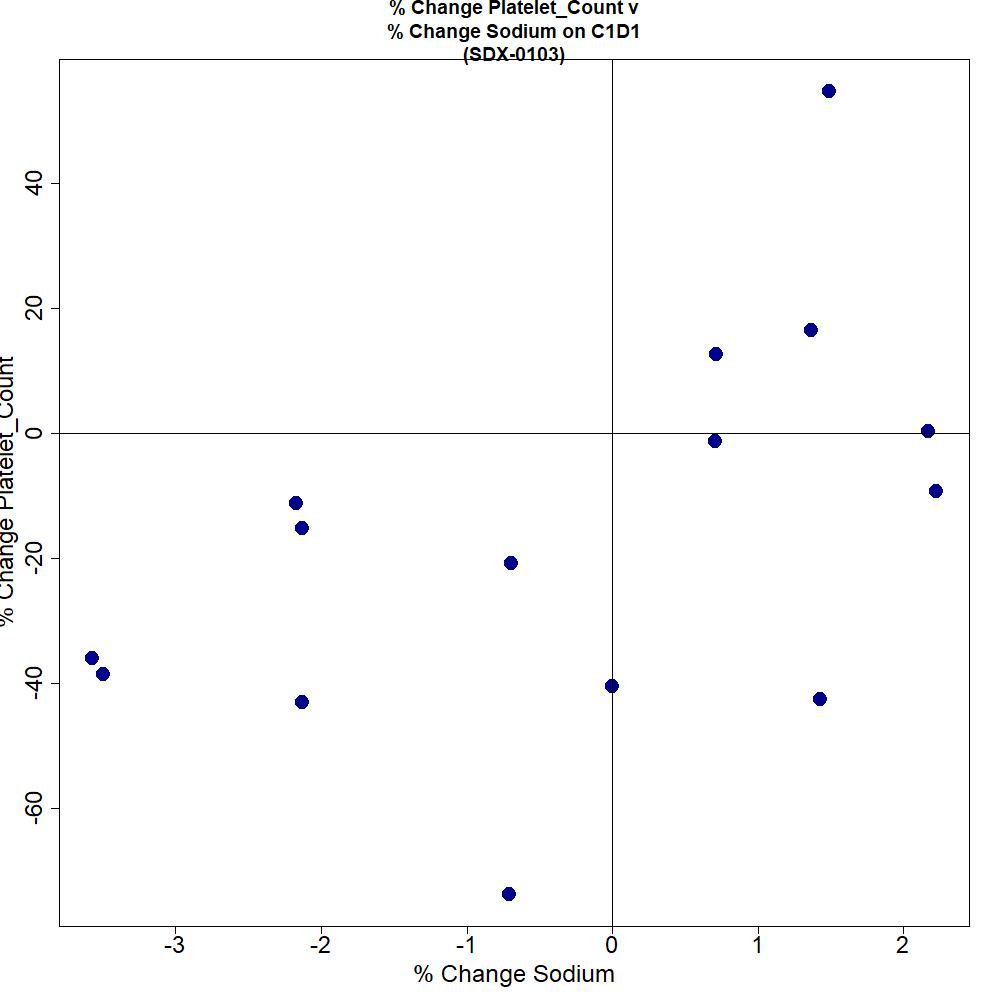 % Change Platelet_Count v
% Change Sodium on C1D1
(SDX-0103)
40
20
0
-20
-40
-60
% Change Platelet_Count
-3
-2
-1
0
1
2
% Change Sodium